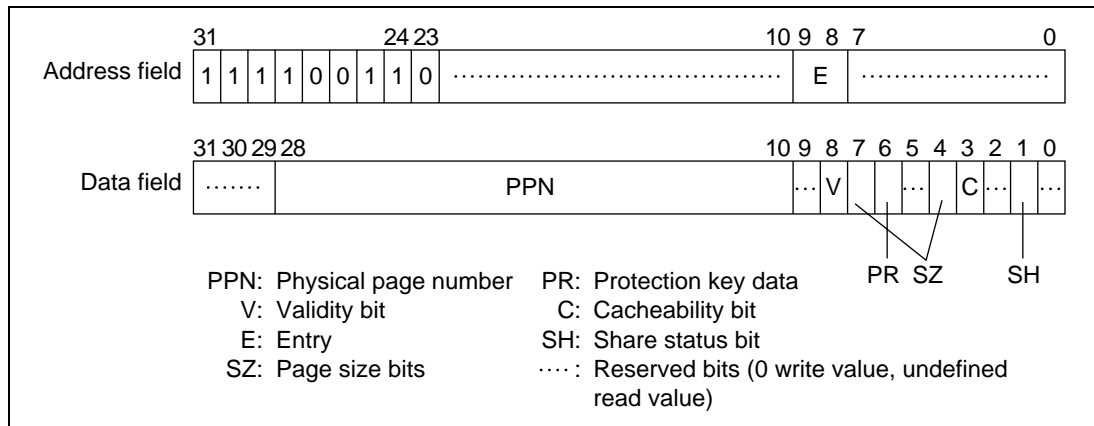 31 24 23 10 9 8 7 0
Address field 1 1 1 1 0 0 1 1 0 ...................................................... E ..............................
31 30 29 28 10 9 8 7 6 5 4 3 2 1 0
Data field ....... PPN ... V ... C ... ...
PR SZ SH
PPN: Physical page number PR: Protection key data
V: Validity bit C: Cacheability bit
E: Entry SH: Share status bit
SZ: Page size bits ····: Reserved bits (0 write value, undefined
read value)